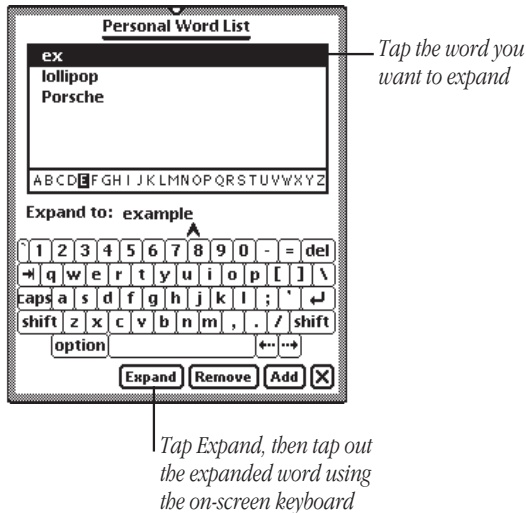 Personal Word List
ex
lollipop
Porsche
ABCDEFGHIJKLMNOPQRSTUVWXYZ
Expand to: example
` 1 2 3 4 5 6 7 8 9 0 - = del
q w e r t y u i o p [ ] \
caps a s d f g h j k l ; '
shift z x c v b n m , . / shift
option
Expand Remove Add
Tap the word you
want to expand
Tap Expand, then tap out
the expanded word using
the on-screen keyboard